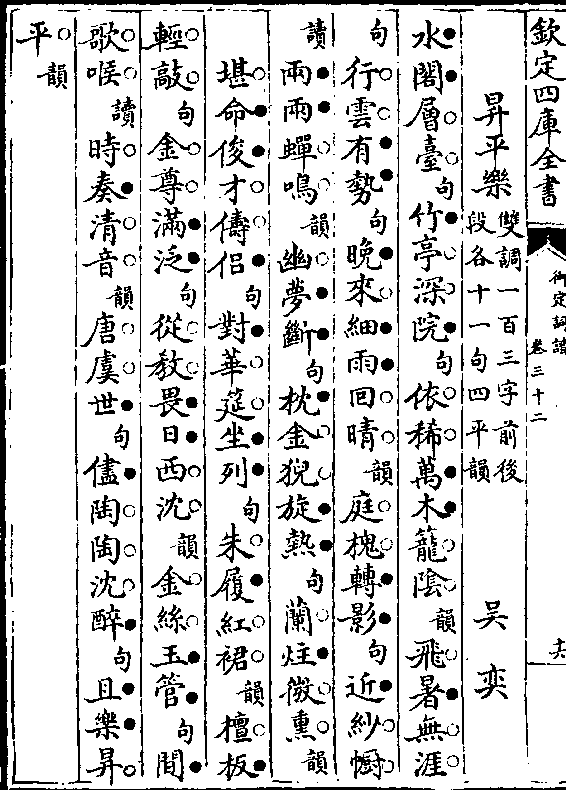 欽定四庫全書
御定詞譜
卷三十二
昇平樂
雙調一百三字前後
段各十一句四平韻
吳奕
水閣層臺句竹亭深院句依稀萬木籠陰韻飛暑無涯
句行雲有勢句晚來細雨回晴韻庭槐轉影句近紗幮
讀兩兩蟬鳴韻幽夢斷句枕金猊旋熱句蘭炷微熏韻
堪命俊才儔侶句對華筵坐列句朱履紅裙韻檀板
輕敲句金尊滿泛句從教畏日西沈韻金絲玉管句間
歌喉讀時奏清音韻唐虞世句儘陶陶沈醉句且樂昇
平韻